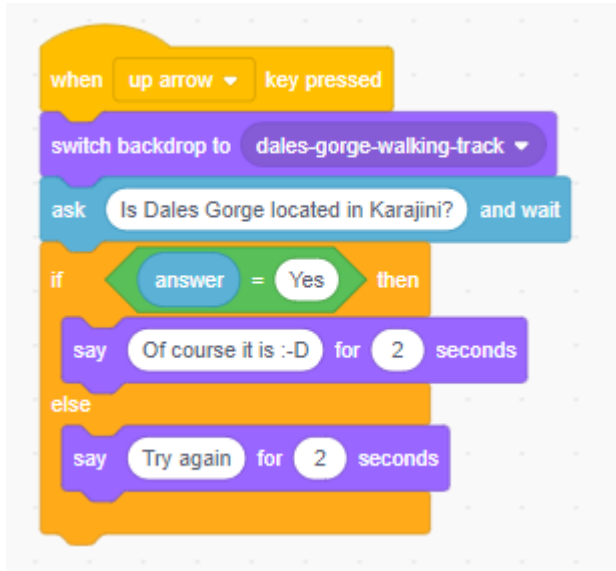 when up arrow key pressed
switch backdrop to dales-gorge-walking-track
ask Is Dales Gorge located in Karajini? and wait
if answer = Yes then
say Of course it is :-D for 2 seconds
else
say Try again for 2 seconds